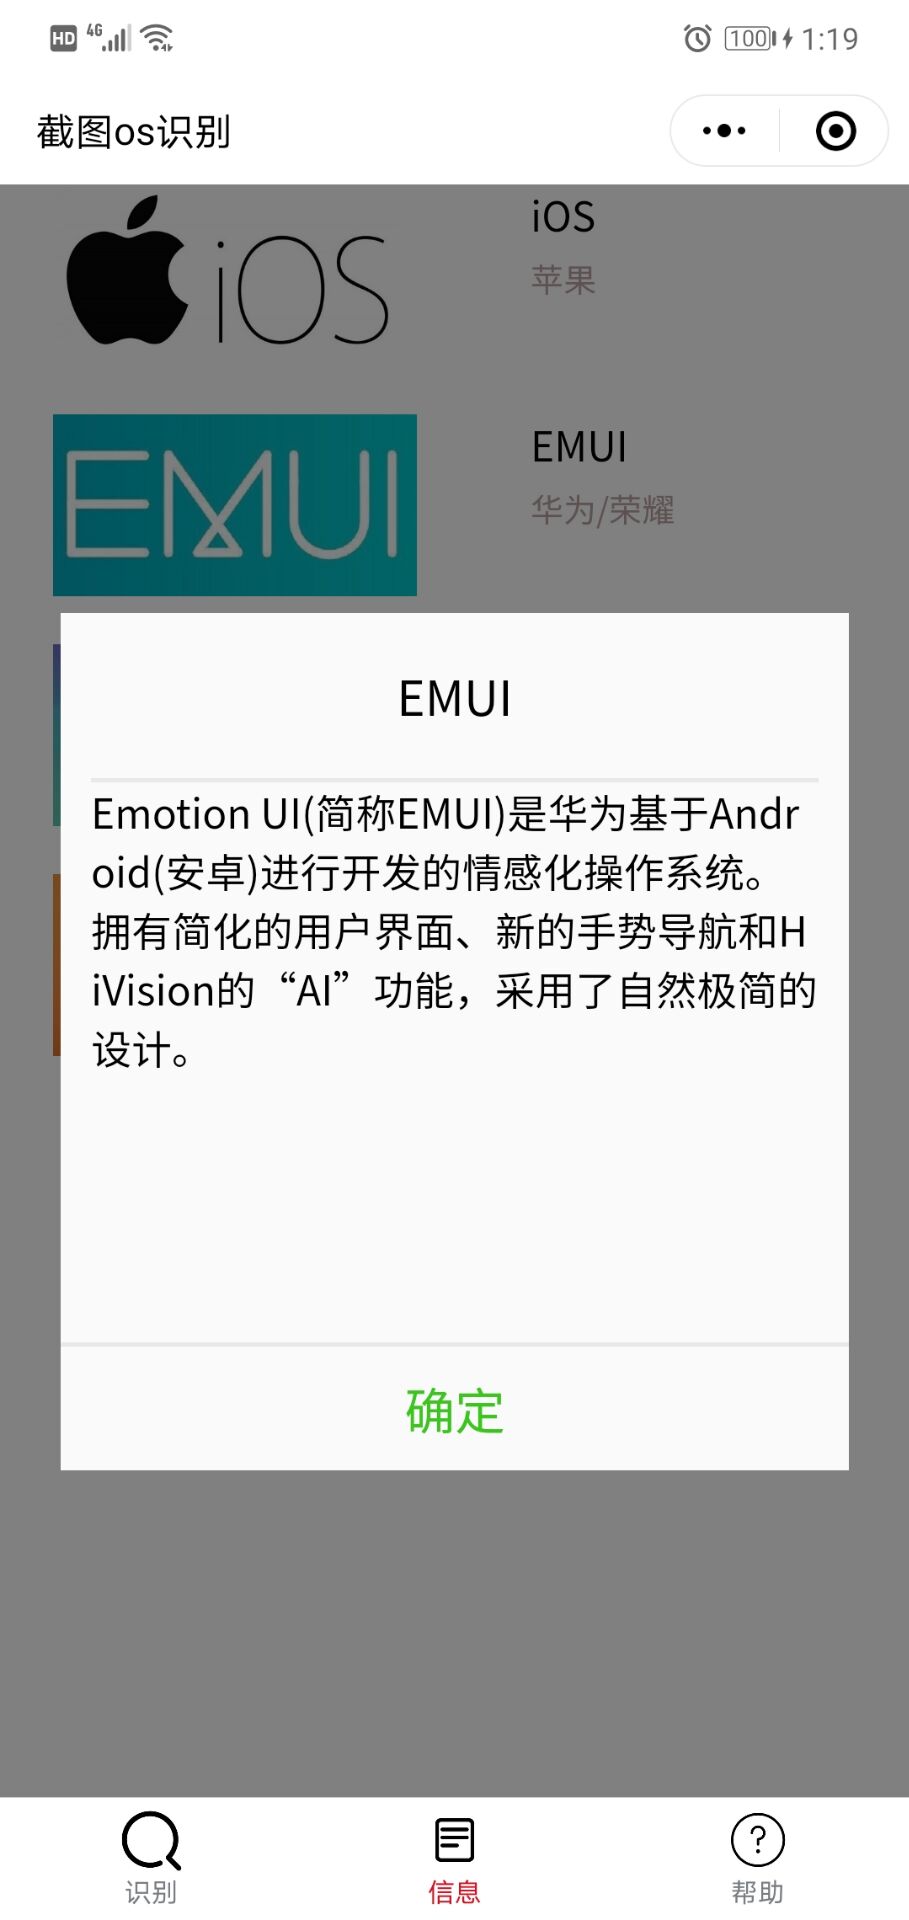 HD 4G 100 1:19
截图os识别
iOS
iOS
苹果
EMUI
EMUI
华为/荣耀
EMUI
Emotion UI(简称EMUI)是华为基于Andr
oid(安卓)进行开发的情感化操作系统。
拥有简化的用户界面、新的手势导航和H
iVision的“AI”功能，采用了自然极简的
设计。
确定
识别
信息
帮助